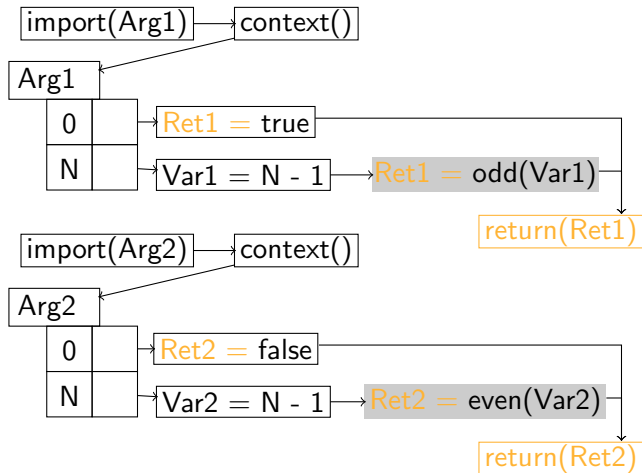 import(Arg1) context()
Arg1
0 Ret1 = true
N Var1 = N - 1 Ret1 = odd(Var1)
return(Ret1)
import(Arg2) context()
Arg2
0 Ret2 = false
N Var2 = N - 1 Ret2 = even(Var2)
return(Ret2)